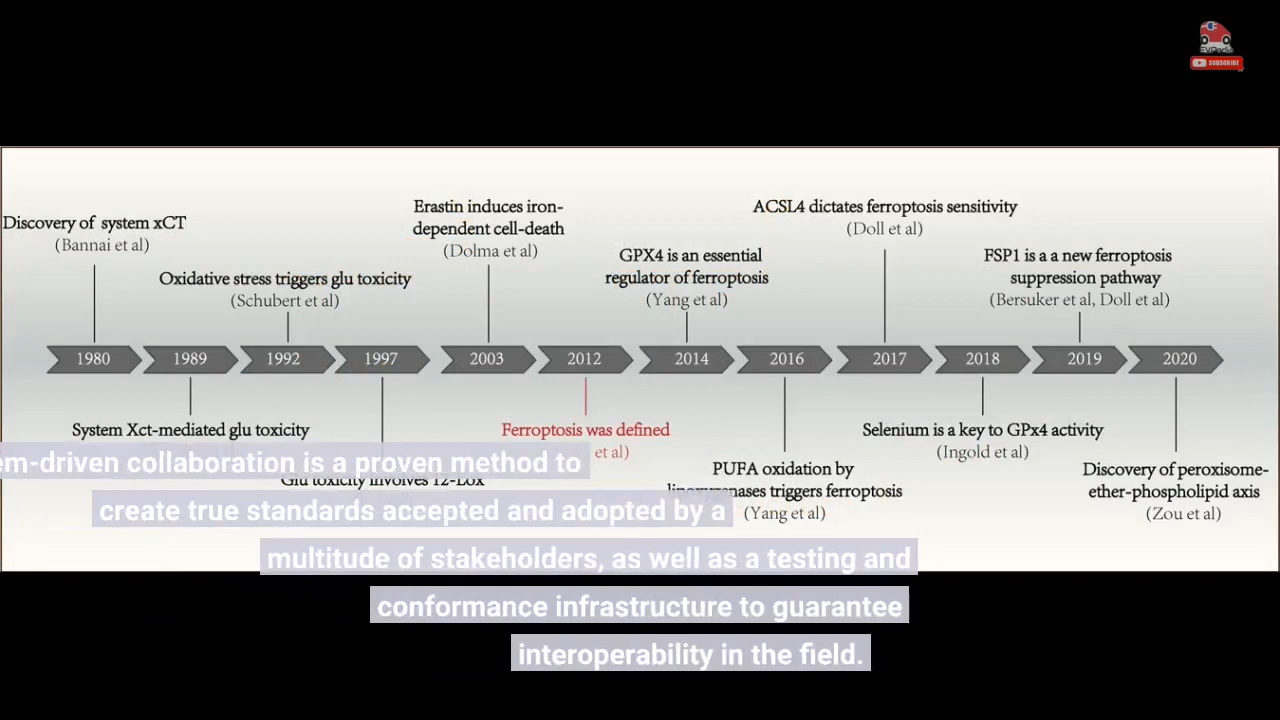 SUBSCRIBE
Discovery of system xCT
(Bannai et al)
Oxidative stress triggers glu toxicity
(Schubert et al)
Erastin induces iron-
dependent cell-death
(Dolma et al)
GPX4 is an essential
regulator of ferroptosis
(Yang et al)
ACSL4 dictates ferroptosis sensitivity
(Doll et al)
FSP1 is a a new ferroptosis
suppression pathway
(Bersuker et al, Doll et al)
1980 1989 1992 1997 2003 2012 2014 2016 2017 2018 2019 2020
System Xct-mediated glu toxicity
Glu toxicity involves 12-Lox
Ferroptosis was defined
et al)
PUFA oxidation by
lipoxygenases triggers ferroptosis
(Yang et al)
Selenium is a key to GPx4 activity
(Ingold et al)
Discovery of peroxisome-
ether-phospholipid axis
(Zou et al)
em-driven collaboration is a proven method to
create true standards accepted and adopted by a
multitude of stakeholders, as well as a testing and
conformance infrastructure to guarantee
interoperability in the field.